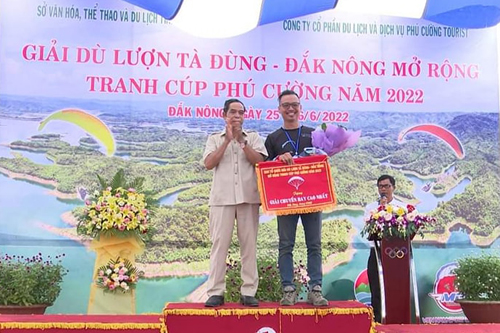 SỞ VĂN HÓA, THỂ THAO VÀ DU LỊCH
CÔNG TY CỔ PHẦN DU LỊCH VÀ DỊCH VỤ PHÚ CƯỜNG TOURIST
GIẢI DÙ LƯỢN TÀ ĐÙNG - ĐẮK NÔNG MỞ RỘNG
TRANH CÚP PHÚ CƯỜNG NĂM 2022
ĐẮK NÔNG, NGÀY 25 6/6/2022
GIẢI CHUYẾN BAY CAO NHẤT